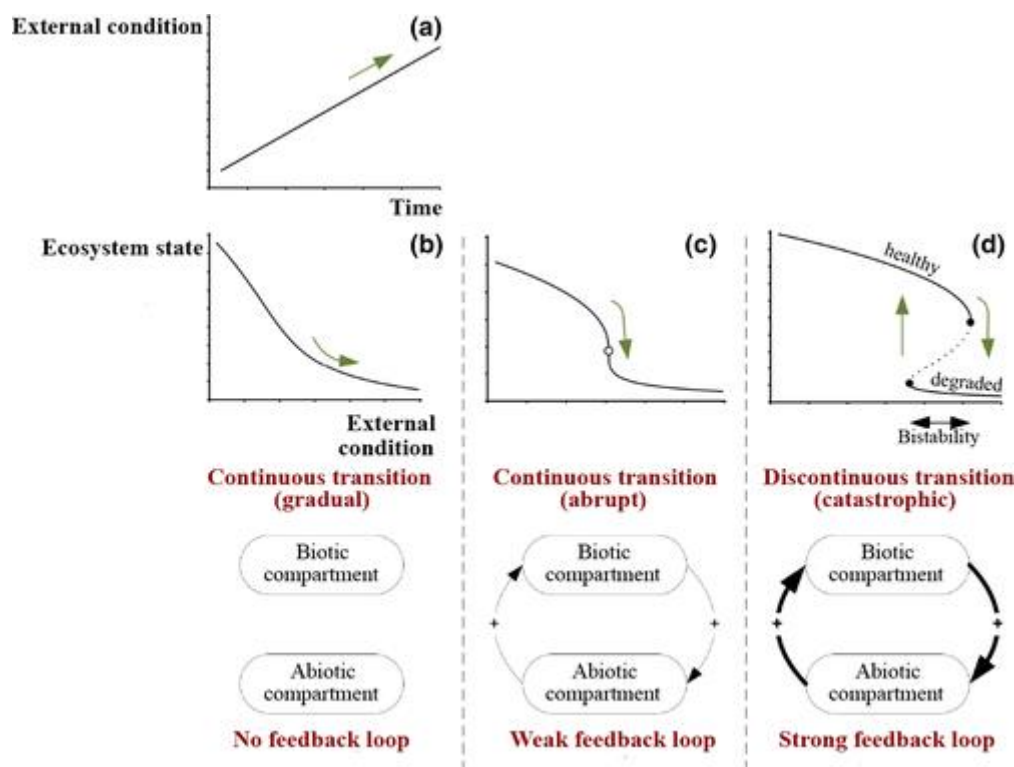 External condition
(a)
Time
Ecosystem state
(b)
External
condition
Continuous transition
(gradual)
Biotic
compartment
Abiotic
compartment
No feedback loop
(c)
Continuous transition
(abrupt)
Biotic
compartment
+
+
Abiotic
compartment
Weak feedback loop
(d)
healthy
degraded
Bistability
Discontinuous transition
(catastrophic)
Biotic
compartment
+
+
Abiotic
compartment
Strong feedback loop